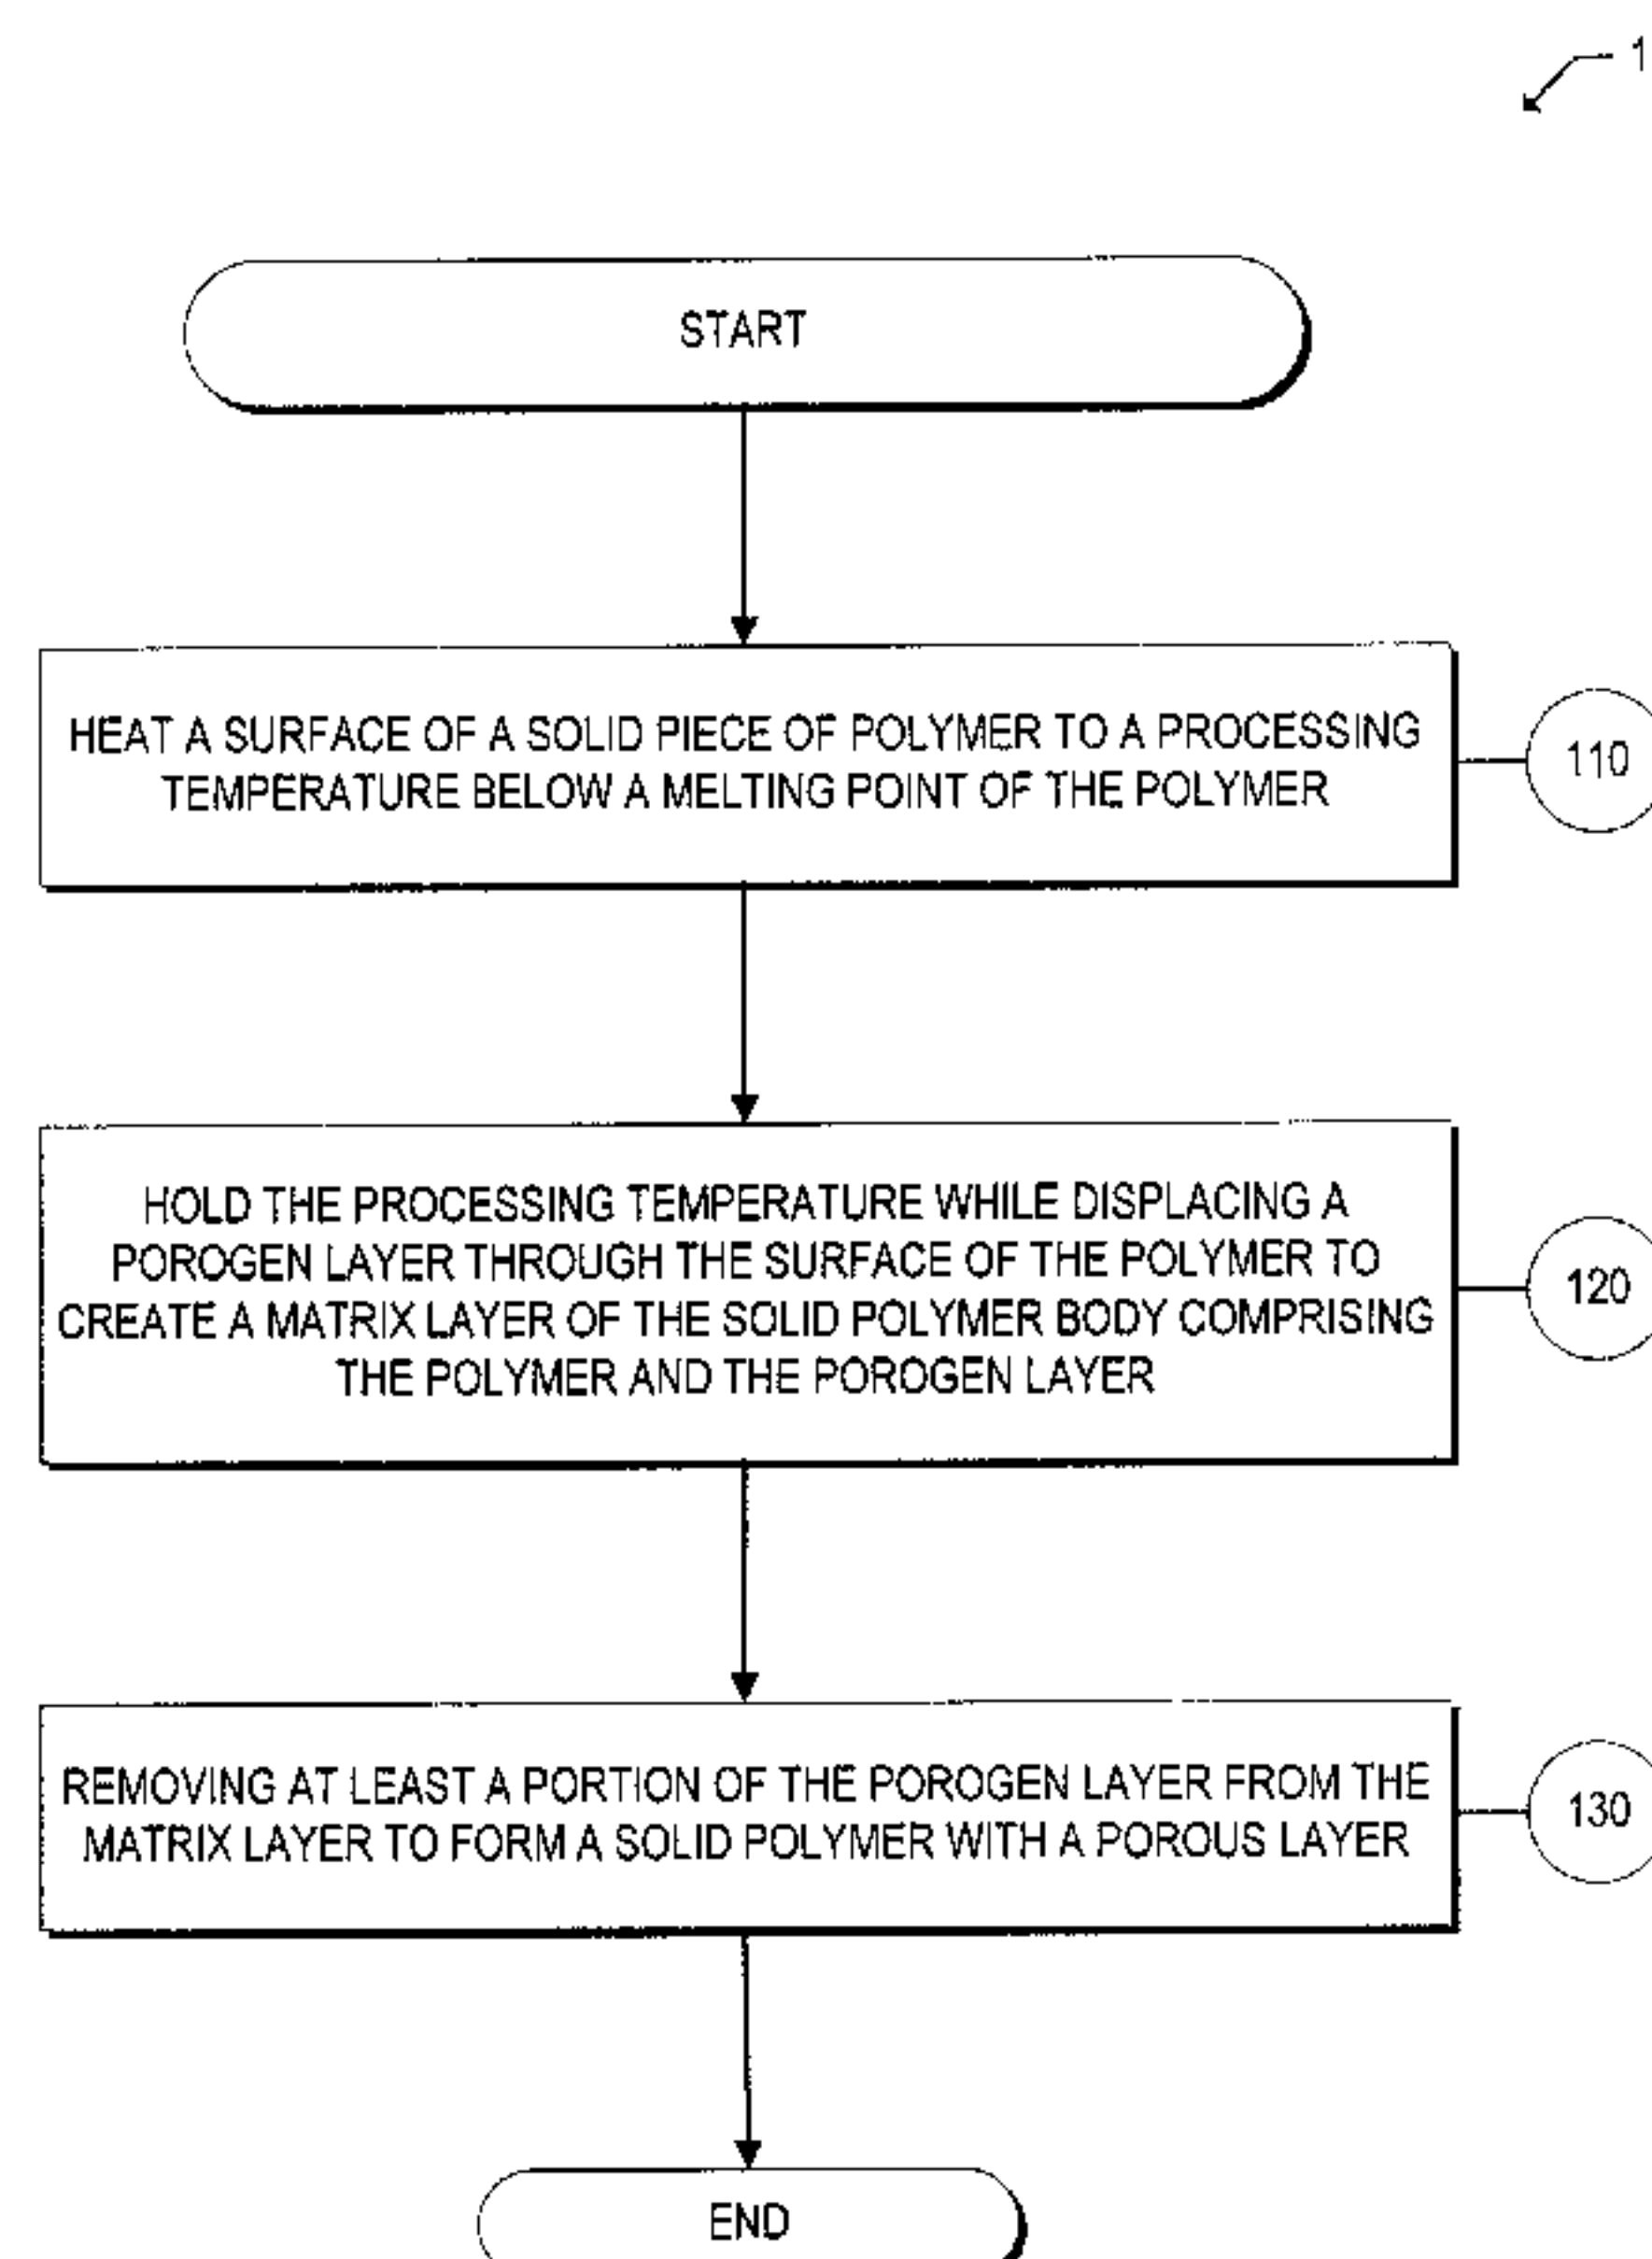 1
START
HEAT A SURFACE OF A SOLID PIECE OF POLYMER TO A PROCESSING
TEMPERATURE BELOW A MELTING POINT OF THE POLYMER
110
HOLD THE PROCESSING TEMPERATURE WHILE DISPLACING A
POROGEN LAYER THROUGH THE SURFACE OF THE POLYMER TO
CREATE A MATRIX LAYER OF THE SOLID POLYMER BODY COMPRISING
THE POLYMER AND THE POROGEN LAYER
120
REMOVING AT LEAST A PORTION OF THE POROGEN LAYER FROM THE
MATRIX LAYER TO FORM A SOLID POLYMER WITH A POROUS LAYER
130
END